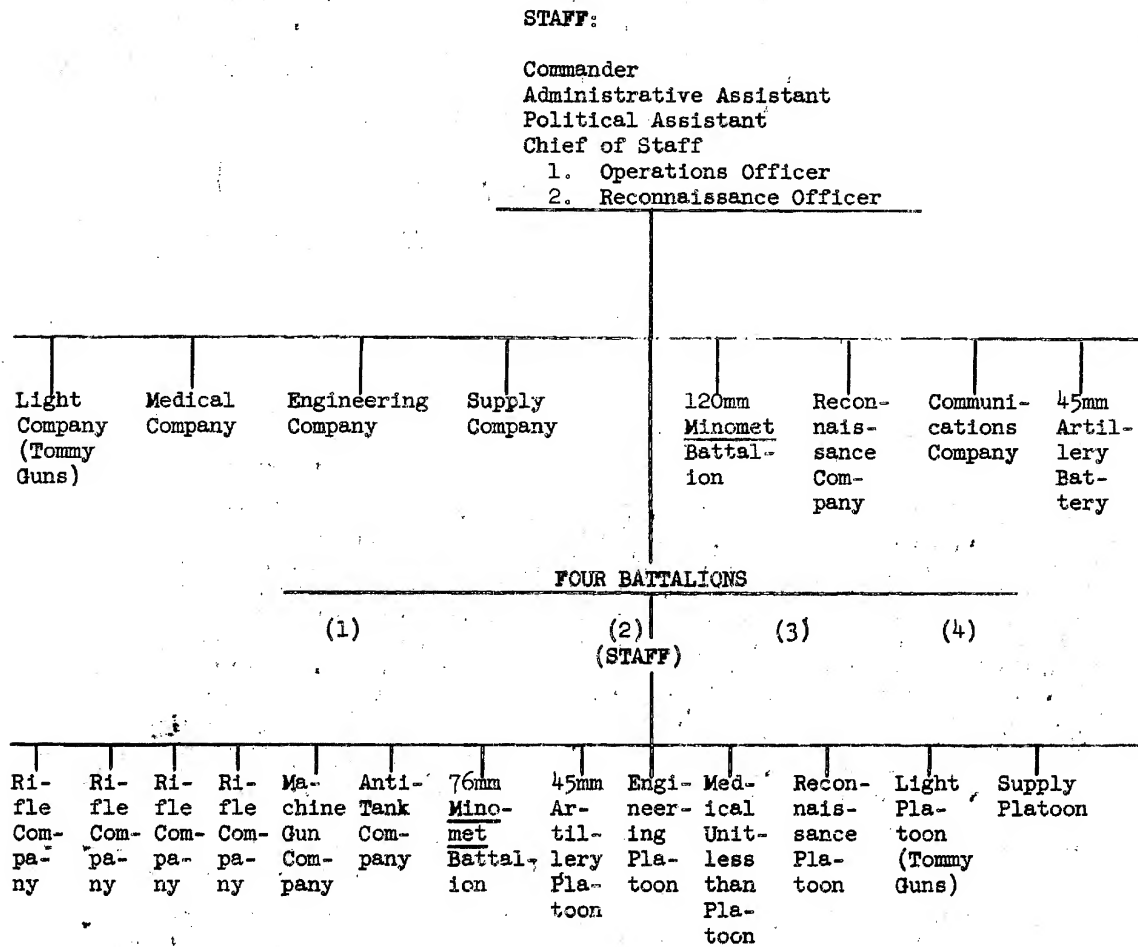 STAFF:
Commander
Administrative Assistant
Political Assistant
Chief of Staff
1. Operations Officer
2. Reconnaissance Officer
Light
Company
(Tommy
Guns)
Medical
Company
Engineering
Company
Supply
Company
120mm
Minomet
Battal-
ion
Recon-
nais-
sance
Com-
pany
Communi-
cations
Company
45mm
Artil-
lery
Bat-
tery
FOUR BATTALIONS
(1) (2) (3) (4)
(STAFF)
Ri-
fle
Com-
pa-
ny
Ri-
fle
Com-
pa-
ny
Ri-
fle
Com-
pa-
ny
Ri-
fle
Com-
pa-
ny
Ma-
chine
Gun
Com-
pany
Anti-
Tank
Com-
pany
76mm
Mino-
met
Battal-
ion
45mm
Ar-
til-
lery
Pla-
toon
Engi-
neer-
ing
Pla-
toon
Med-
ical
Unit-
less
than
Pla-
toon
Recon-
nais-
sance
Pla-
toon
Light
Pla-
toon
(Tommy
Guns)
Supply
Platoon